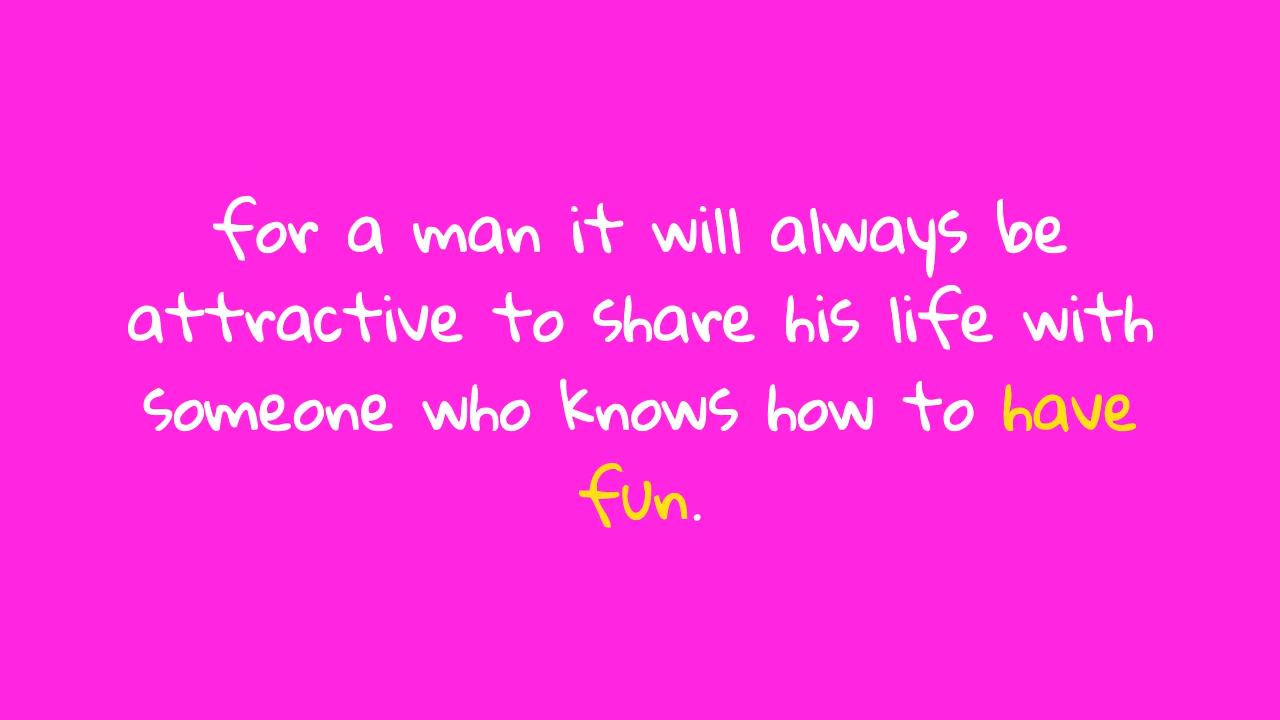 for a man it will always be
attractive to share his life with
someone who knows how to have
fun.